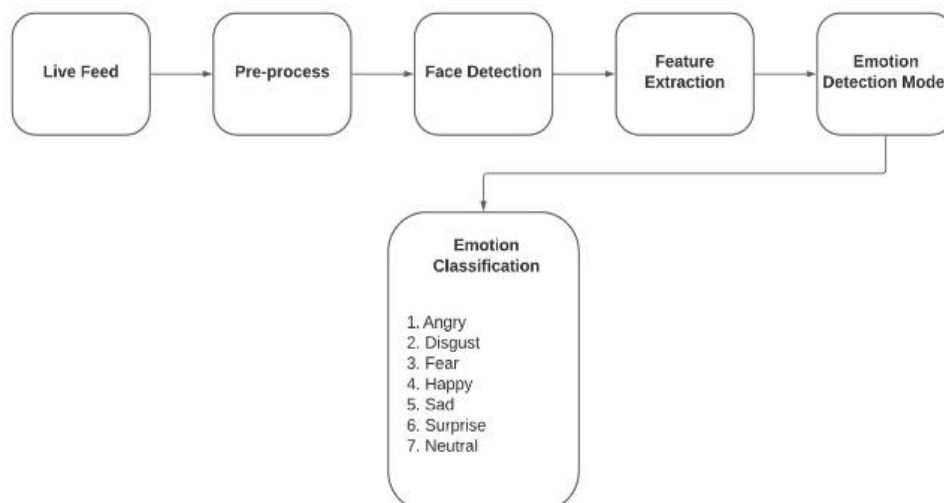 Live Feed
Pre-process
Face Detection
Feature
Extraction
Emotion
Detection Mode
Emotion
Classification
1. Angry
2. Disgust
3. Fear
4. Happy
5. Sad
6. Surprise
7. Neutral